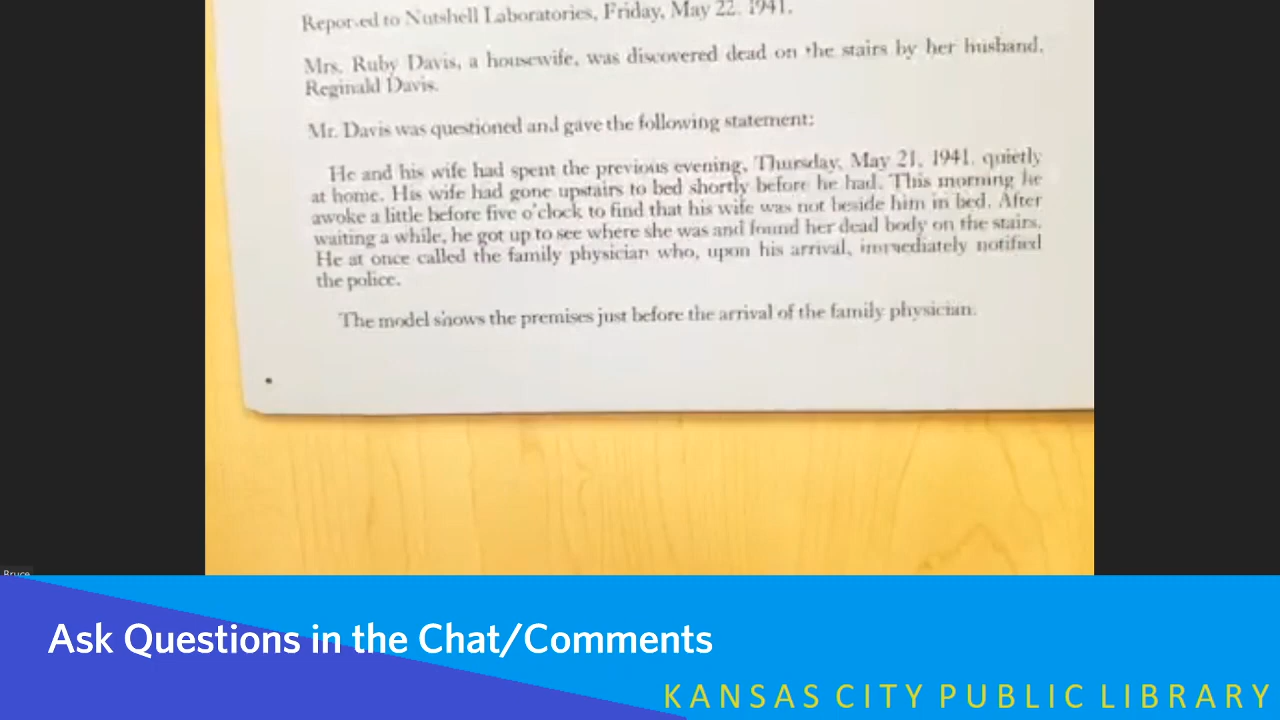 Reported to Nutshell Laboratories, Friday, May 22, 1941.
Mrs. Ruby Davis, a housewife, was discovered dead on the stairs by her husband,
Reginald Davis.
Mr. Davis was questioned and gave the following statement:
He and his wife had spent the previous evening, Thursday, May 21, 1941, quietly
at home. His wife had gone upstairs to bed shortly before he had. This morning he
awoke a little before five o'clock to find that his wife was not beside him in bed. After
waiting a while, he got up to see where she was and found her dead body on the stairs.
He at once called the family physician who, upon his arrival, immediately notified
the police.
The model shows the premises just before the arrival of the family physician.
Bruce
Ask Questions in the Chat/Comments
KANSAS CITY PUBLIC LIBRARY